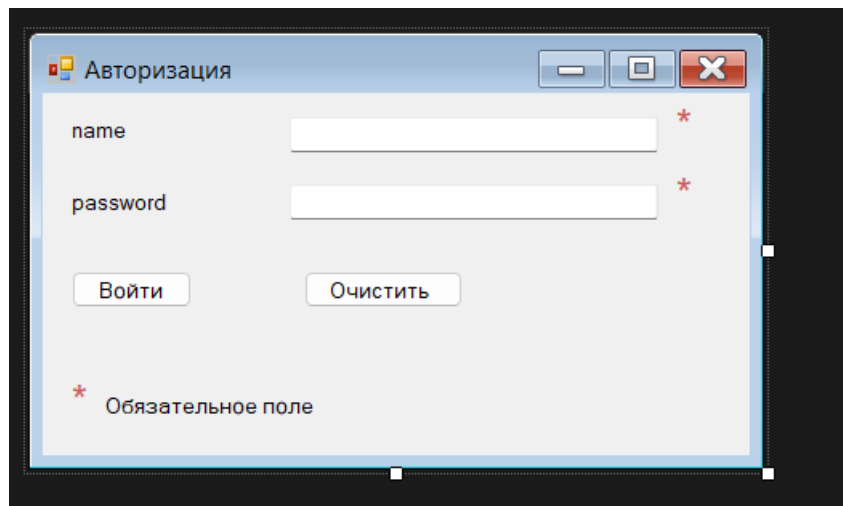 Авторизация
name *
password *
Войти Очистить
* Обязательное поле